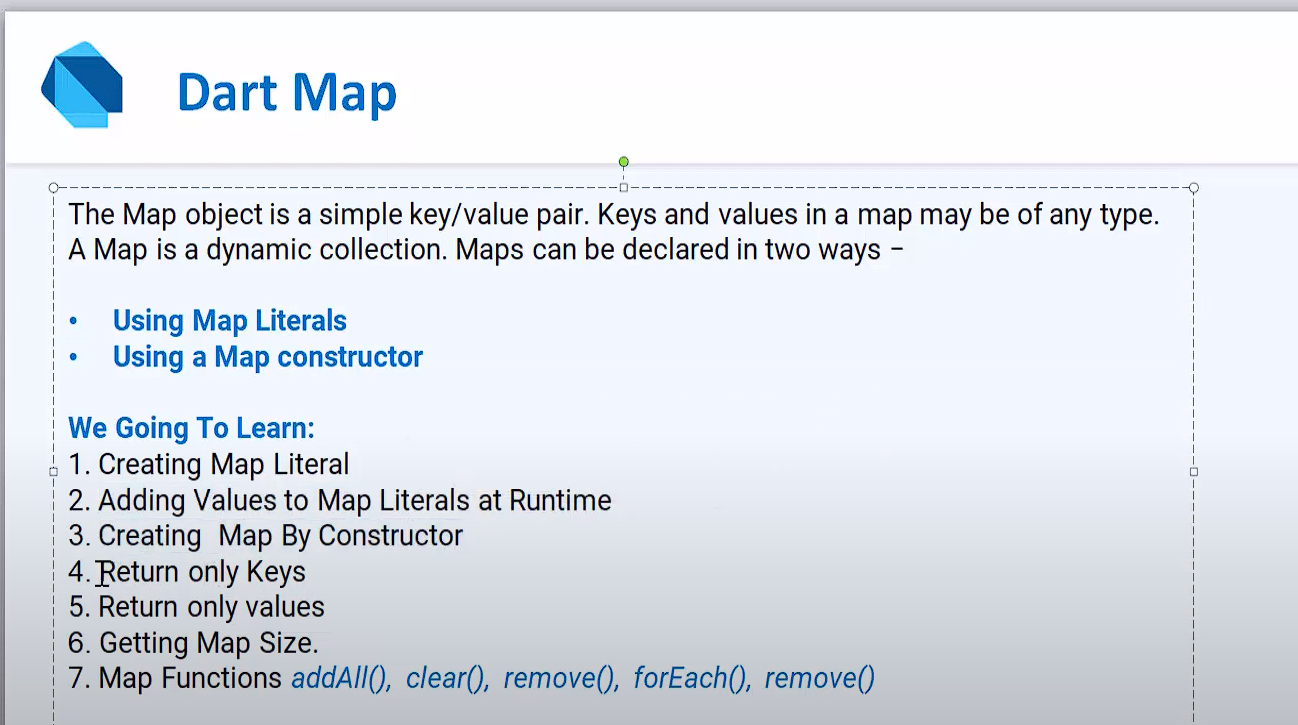 Dart Map
The Map object is a simple key/value pair. Keys and values in a map may be of any type.
A Map is a dynamic collection. Maps can be declared in two ways −
• Using Map Literals
• Using a Map constructor
We Going To Learn:
1. Creating Map Literal
2. Adding Values to Map Literals at Runtime
3. Creating  Map By Constructor
4. Return only Keys
5. Return only values
6. Getting Map Size.
7. Map Functions addAll(), clear(), remove(), forEach(), remove()